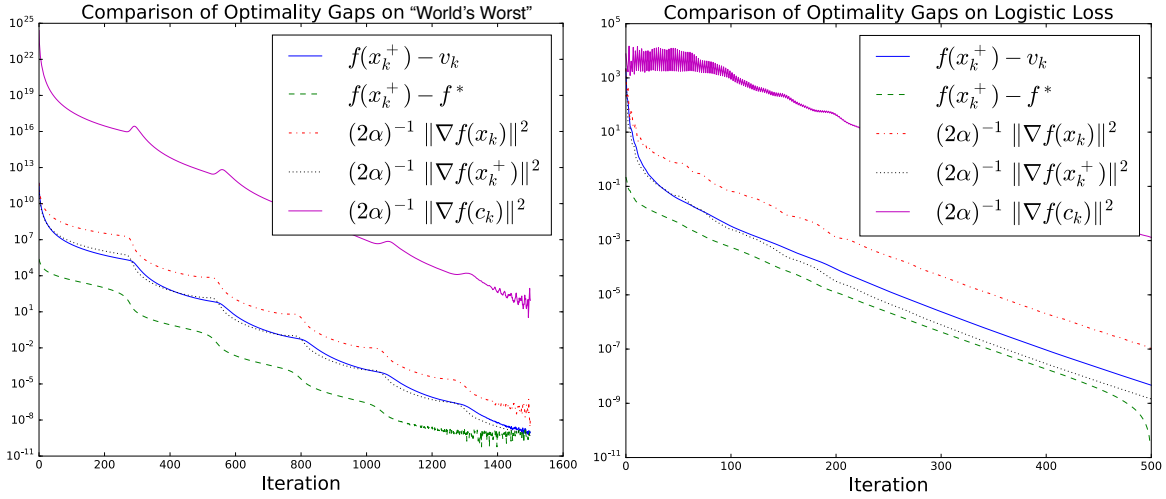 Comparison of Optimality Gaps on “World’s Worst”
10^25
10^22
10^19
10^16
10^13
10^10
10^7
10^4
10^1
10^-2
10^-5
10^-8
10^-11
0 200 400 600 800 1000 1200 1400 1600
Iteration
f(x_k^+) − v_k
f(x_k^+) − f^*
(2α)^-1 ‖∇f(x_k)‖^2
(2α)^-1 ‖∇f(x_k^+)‖^2
(2α)^-1 ‖∇f(c_k)‖^2
Comparison of Optimality Gaps on Logistic Loss
10^5
10^3
10^1
10^-1
10^-3
10^-5
10^-7
10^-9
10^-11
0 100 200 300 400 500
Iteration
f(x_k^+) − v_k
f(x_k^+) − f^*
(2α)^-1 ‖∇f(x_k)‖^2
(2α)^-1 ‖∇f(x_k^+)‖^2
(2α)^-1 ‖∇f(c_k)‖^2